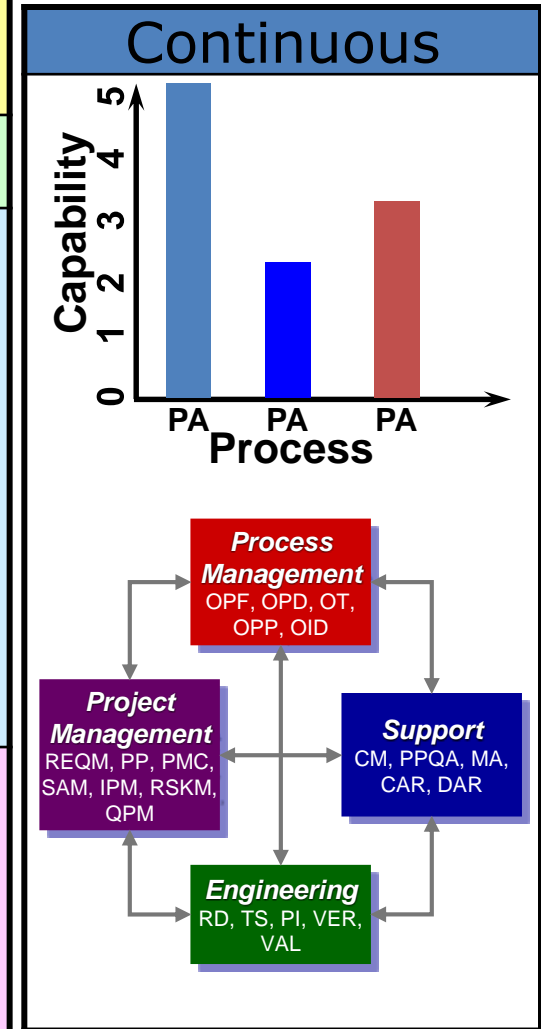 Continuous
Capability
5
4
3
2
1
0
PA PA PA
Process
Process
Management
OPF, OPD, OT,
OPP, OID
Project
Management
REQM, PP, PMC,
SAM, IPM, RSKM,
QPM
Support
CM, PPQA, MA,
CAR, DAR
Engineering
RD, TS, PI, VER,
VAL